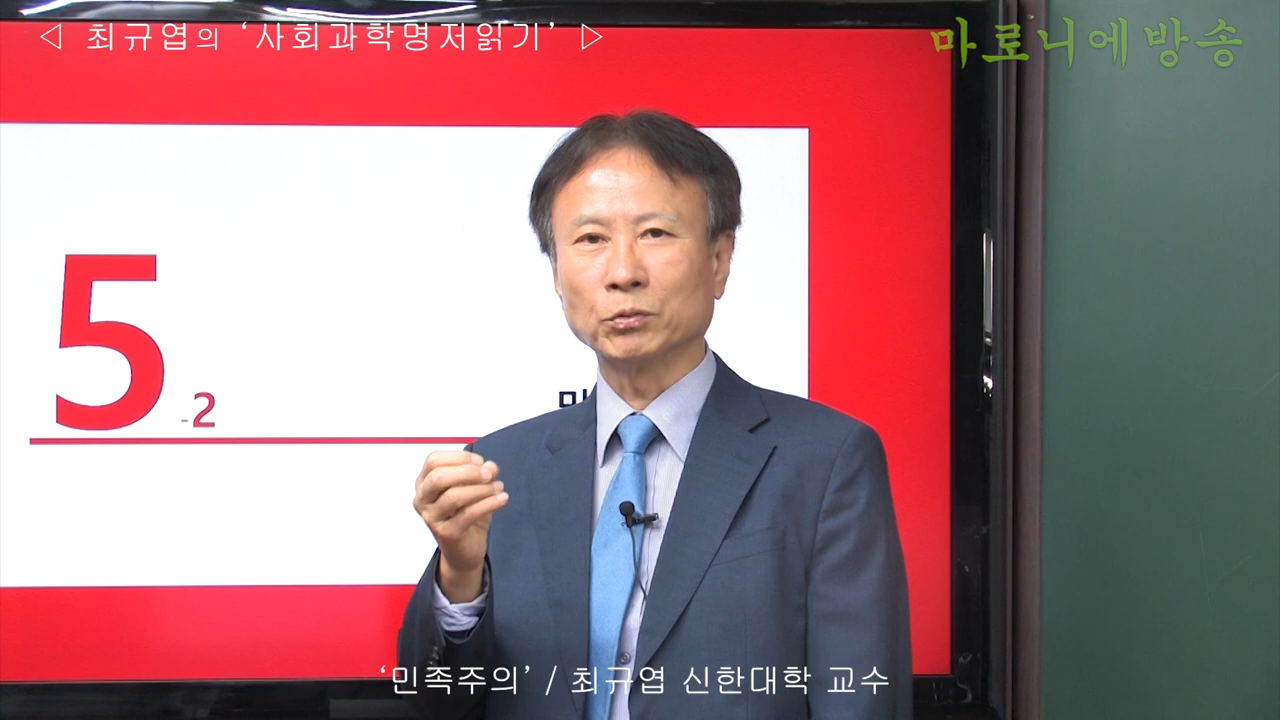 ◁ 최규엽의 ‘사회과학명저읽기’ ▷
마로니에방송
5
-2
‘민족주의’ / 최규엽 신한대학 교수